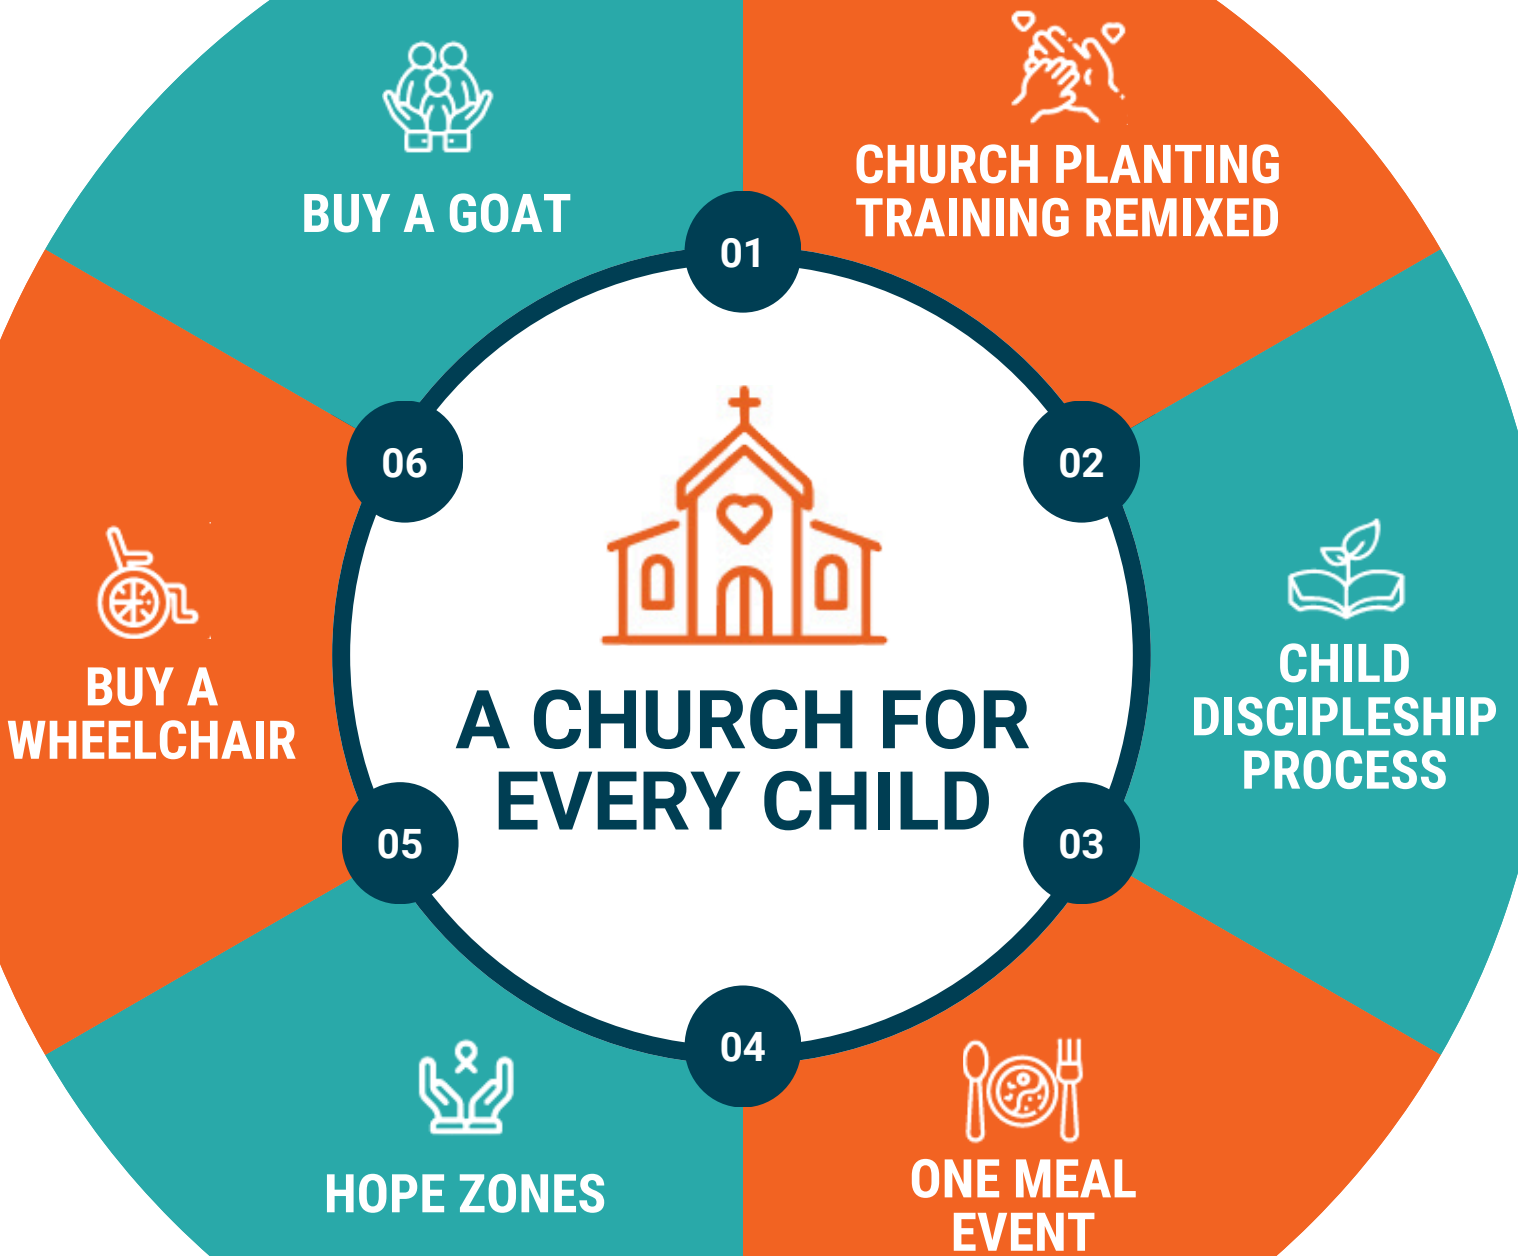 A CHURCH FOR
EVERY CHILD
01
CHURCH PLANTING
TRAINING REMIXED
02
CHILD
DISCIPLESHIP
PROCESS
03
ONE MEAL
EVENT
04
HOPE ZONES
05
BUY A
WHEELCHAIR
06
BUY A GOAT